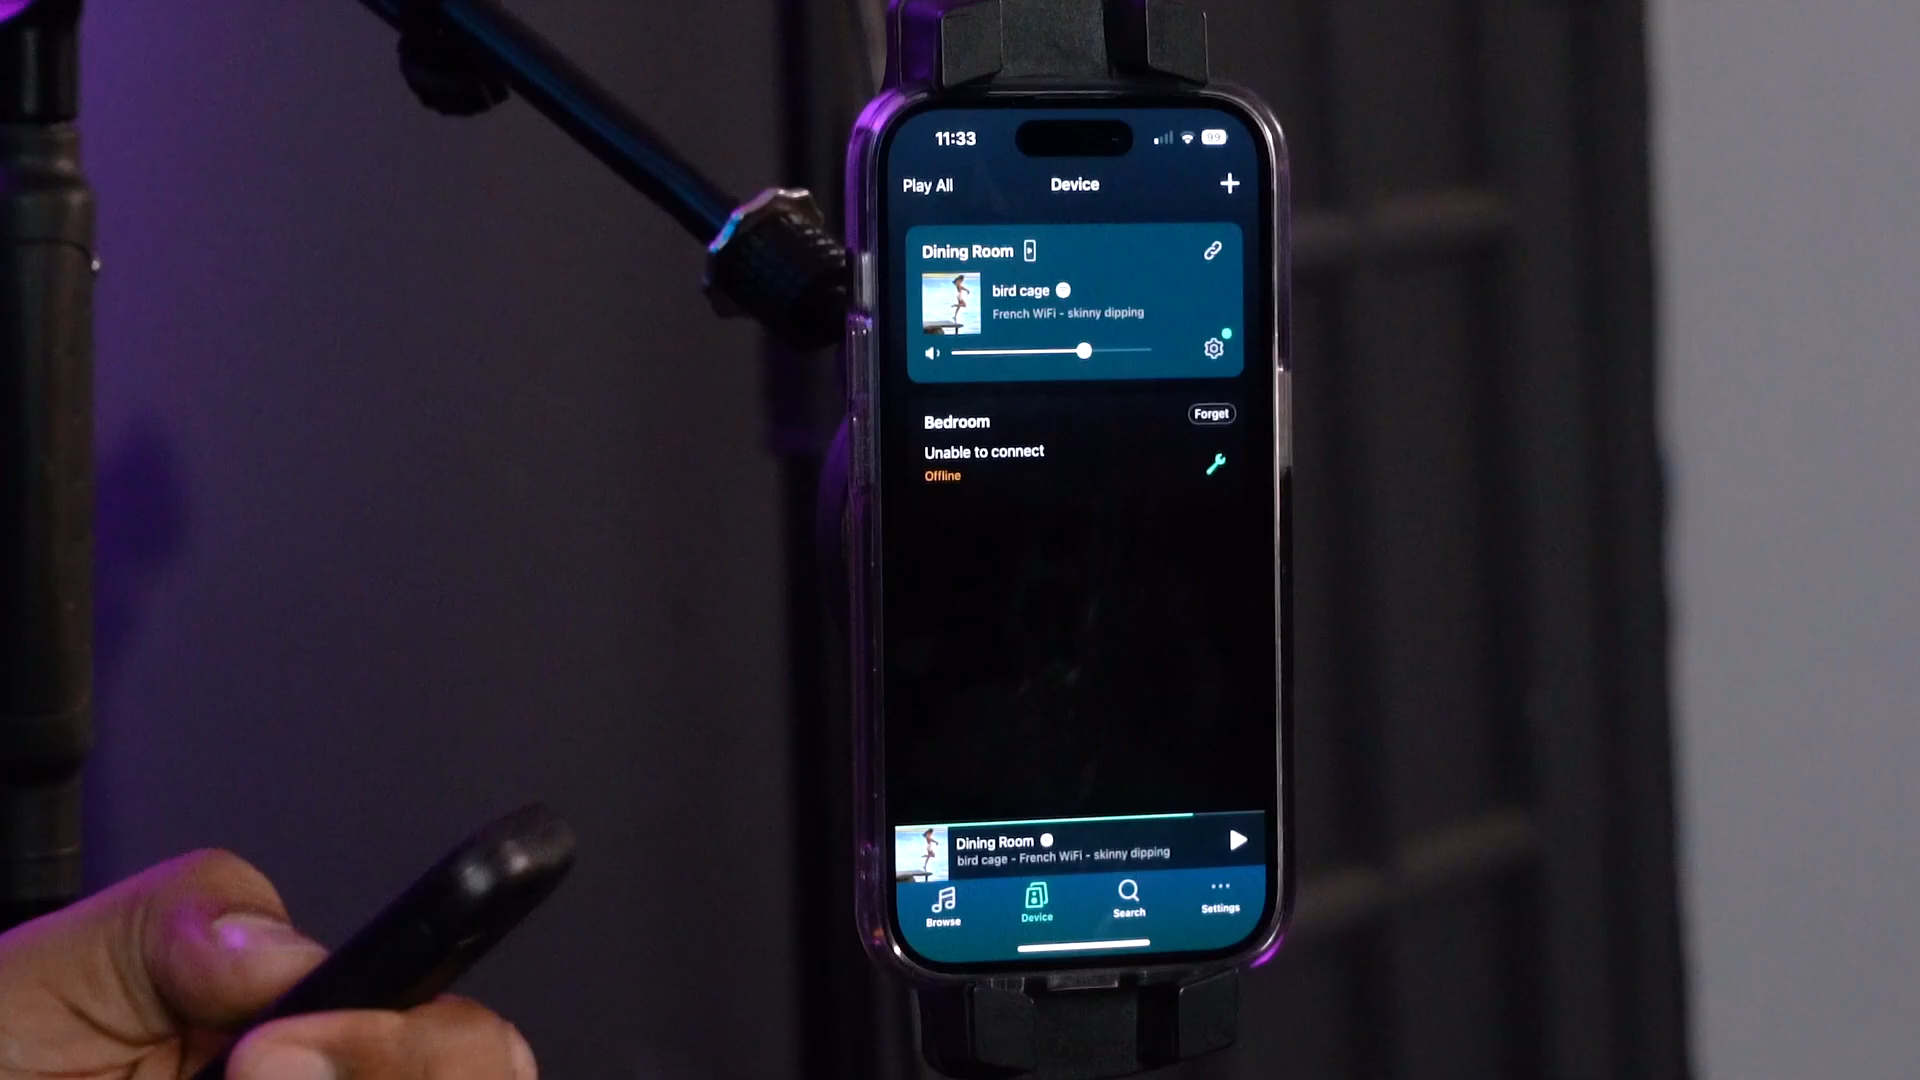 11:33
99
Play All
Device
Dining Room
bird cage
French WiFi - skinny dipping
Bedroom
Forget
Unable to connect
Offline
Dining Room
bird cage - French WiFi - skinny dipping
Browse
Device
Search
Settings